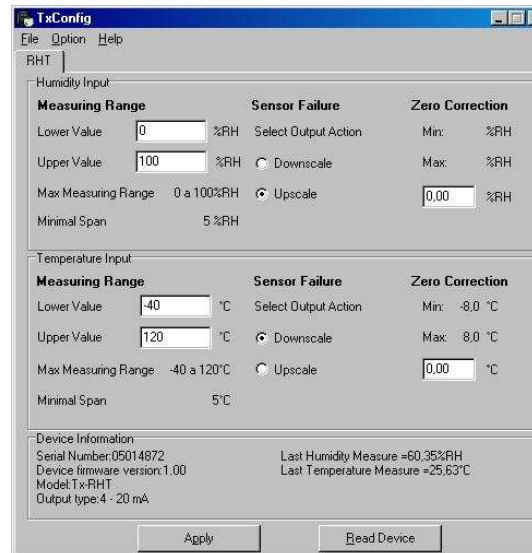 TxConfig
File Option Help
RHT
Humidity Input
Measuring Range Sensor Failure Zero Correction
Lower Value 0 %RH Select Output Action Min: %RH
Upper Value 100 %RH Downscale Max: %RH
Max Measuring Range 0 a 100%RH Upscale 0,00 %RH
Minimal Span 5 %RH
Temperature Input
Measuring Range Sensor Failure Zero Correction
Lower Value -40 °C Select Output Action Min: -8,0 °C
Upper Value 120 °C Downscale Max: 8,0 °C
Max Measuring Range -40 a 120°C Upscale 0,00 °C
Minimal Span 5°C
Device Information
Serial Number:05014872 Last Humidity Measure =60,35%RH
Device firmware version:1.00 Last Temperature Measure =25,63°C
Model:Tx-RHT
Output type:4 - 20 mA
Apply Read Device